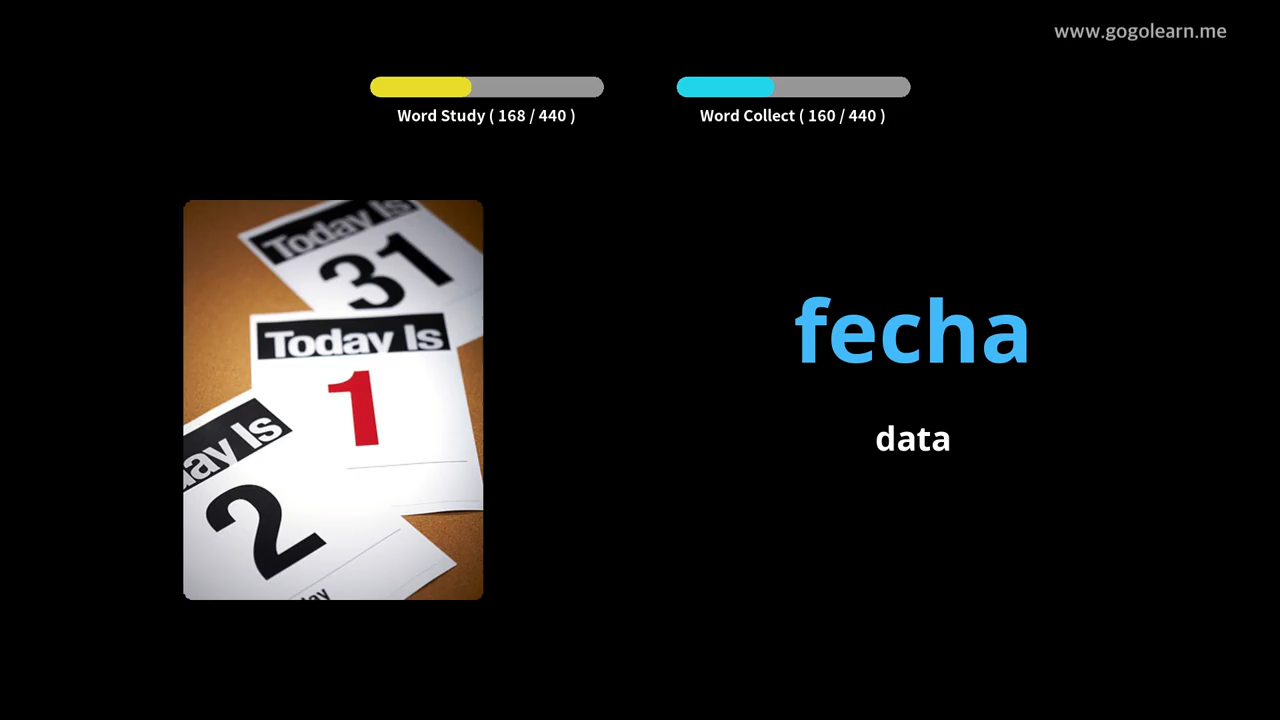 www.gogolearn.me
Word Study ( 168 / 440 )
Word Collect ( 160 / 440 )
Today Is
31
Today Is
1
day Is
2
fecha
data